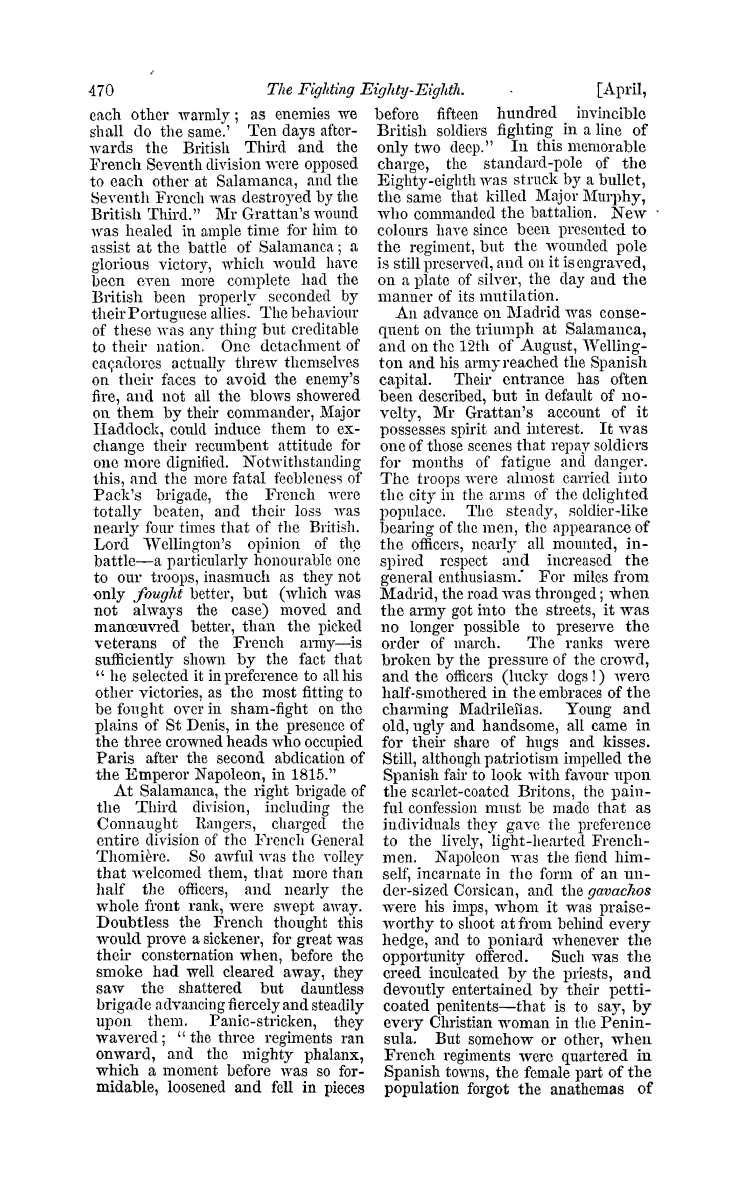 470 The Fighting Eighty-Eighth. [April,
each other warmly; as enemies we
shall do the same.' Ten days after-
wards the British Third and the
French Seventh division were opposed
to each other at Salamanca, and the
Seventh French was destroyed by the
British Third." Mr Grattan's wound
was healed in ample time for him to
assist at the battle of Salamanca; a
glorious victory, which would have
been even more complete had the
British been properly seconded by
their Portuguese allies. The behaviour
of these was any thing but creditable
to their nation. One detachment of
caçadores actually threw themselves
on their faces to avoid the enemy's
fire, and not all the blows showered
on them by their commander, Major
Haddock, could induce them to ex-
change their recumbent attitude for
one more dignified. Notwithstanding
this, and the more fatal feebleness of
Pack's brigade, the French were
totally beaten, and their loss was
nearly four times that of the British.
Lord Wellington's opinion of the
battle—a particularly honourable one
to our troops, inasmuch as they not
only fought better, but (which was
not always the case) moved and
manœuvred better, than the picked
veterans of the French army—is
sufficiently shown by the fact that
"he selected it in preference to all his
other victories, as the most fitting to
be fought over in sham-fight on the
plains of St Denis, in the presence of
the three crowned heads who occupied
Paris after the second abdication of
the Emperor Napoleon, in 1815."
At Salamanca, the right brigade of
the Third division, including the
Connaught Rangers, charged the
entire division of the French General
Thomière. So awful was the volley
that welcomed them, that more than
half the officers, and nearly the
whole front rank, were swept away.
Doubtless the French thought this
would prove a sickener, for great was
their consternation when, before the
smoke had well cleared away, they
saw the shattered but dauntless
brigade advancing fiercely and steadily
upon them. Panic-stricken, they
wavered; "the three regiments ran
onward, and the mighty phalanx,
which a moment before was so for-
midable, loosened and fell in pieces
before fifteen hundred invincible
British soldiers fighting in a line of
only two deep." In this memorable
charge, the standard-pole of the
Eighty-eighth was struck by a bullet,
the same that killed Major Murphy,
who commanded the battalion. New
colours have since been presented to
the regiment, but the wounded pole
is still preserved, and on it is engraved,
on a plate of silver, the day and the
manner of its mutilation.
An advance on Madrid was conse-
quent on the triumph at Salamanca,
and on the 12th of August, Welling-
ton and his army reached the Spanish
capital. Their entrance has often
been described, but in default of no-
velty, Mr Grattan's account of it
possesses spirit and interest. It was
one of those scenes that repay soldiers
for months of fatigue and danger.
The troops were almost carried into
the city in the arms of the delighted
populace. The steady, soldier-like
bearing of the men, the appearance of
the officers, nearly all mounted, in-
spired respect and increased the
general enthusiasm. For miles from
Madrid, the road was thronged; when
the army got into the streets, it was
no longer possible to preserve the
order of march. The ranks were
broken by the pressure of the crowd,
and the officers (lucky dogs!) were
half-smothered in the embraces of the
charming Madrileñas. Young and
old, ugly and handsome, all came in
for their share of hugs and kisses.
Still, although patriotism impelled the
Spanish fair to look with favour upon
the scarlet-coated Britons, the pain-
ful confession must be made that as
individuals they gave the preference
to the lively, light-hearted French-
men. Napoleon was the fiend him-
self, incarnate in the form of an un-
der-sized Corsican, and the gavachos
were his imps, whom it was praise-
worthy to shoot at from behind every
hedge, and to poniard whenever the
opportunity offered. Such was the
creed inculcated by the priests, and
devoutly entertained by their petti-
coated penitents—that is to say, by
every Christian woman in the Penin-
sula. But somehow or other, when
French regiments were quartered in
Spanish towns, the female part of the
population forgot the anathemas of